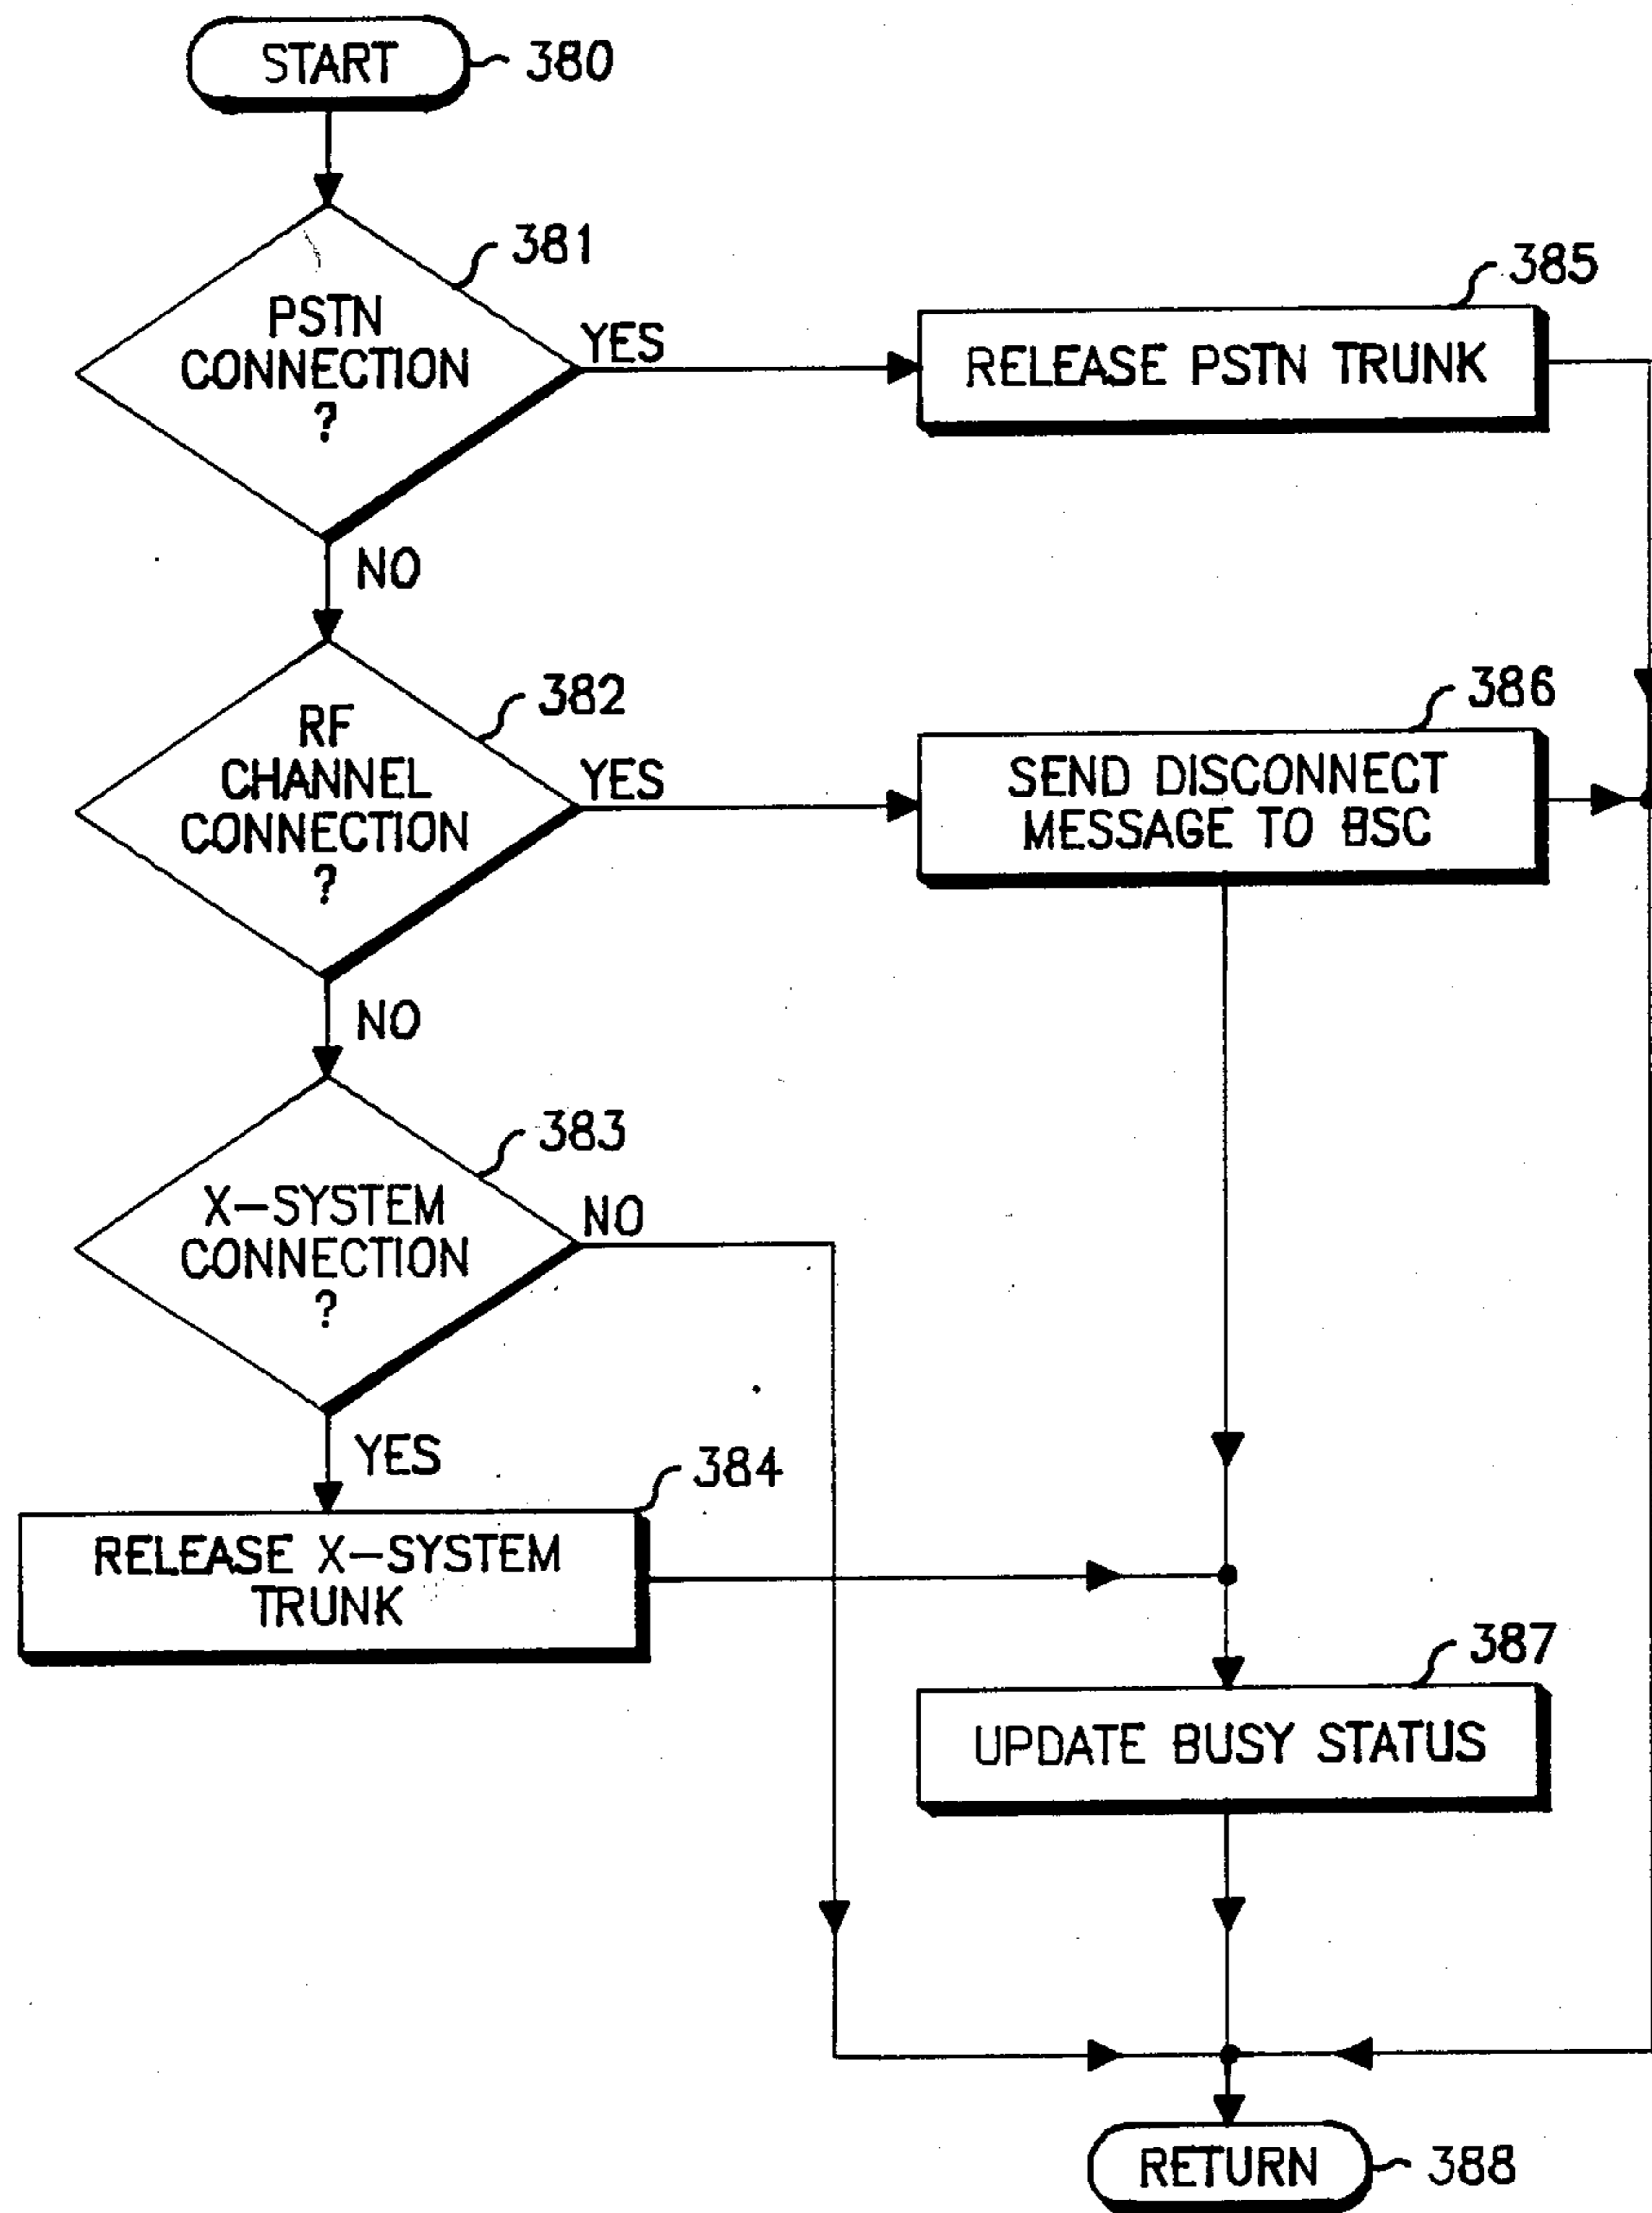 START
380
381
PSTN
CONNECTION
?
YES
385
RELEASE PSTN TRUNK
NO
382
RF
CHANNEL
CONNECTION
?
YES
386
SEND DISCONNECT
MESSAGE TO BSC
NO
383
X-SYSTEM
CONNECTION
?
NO
YES
384
RELEASE X-SYSTEM
TRUNK
387
UPDATE BUSY STATUS
RETURN
388